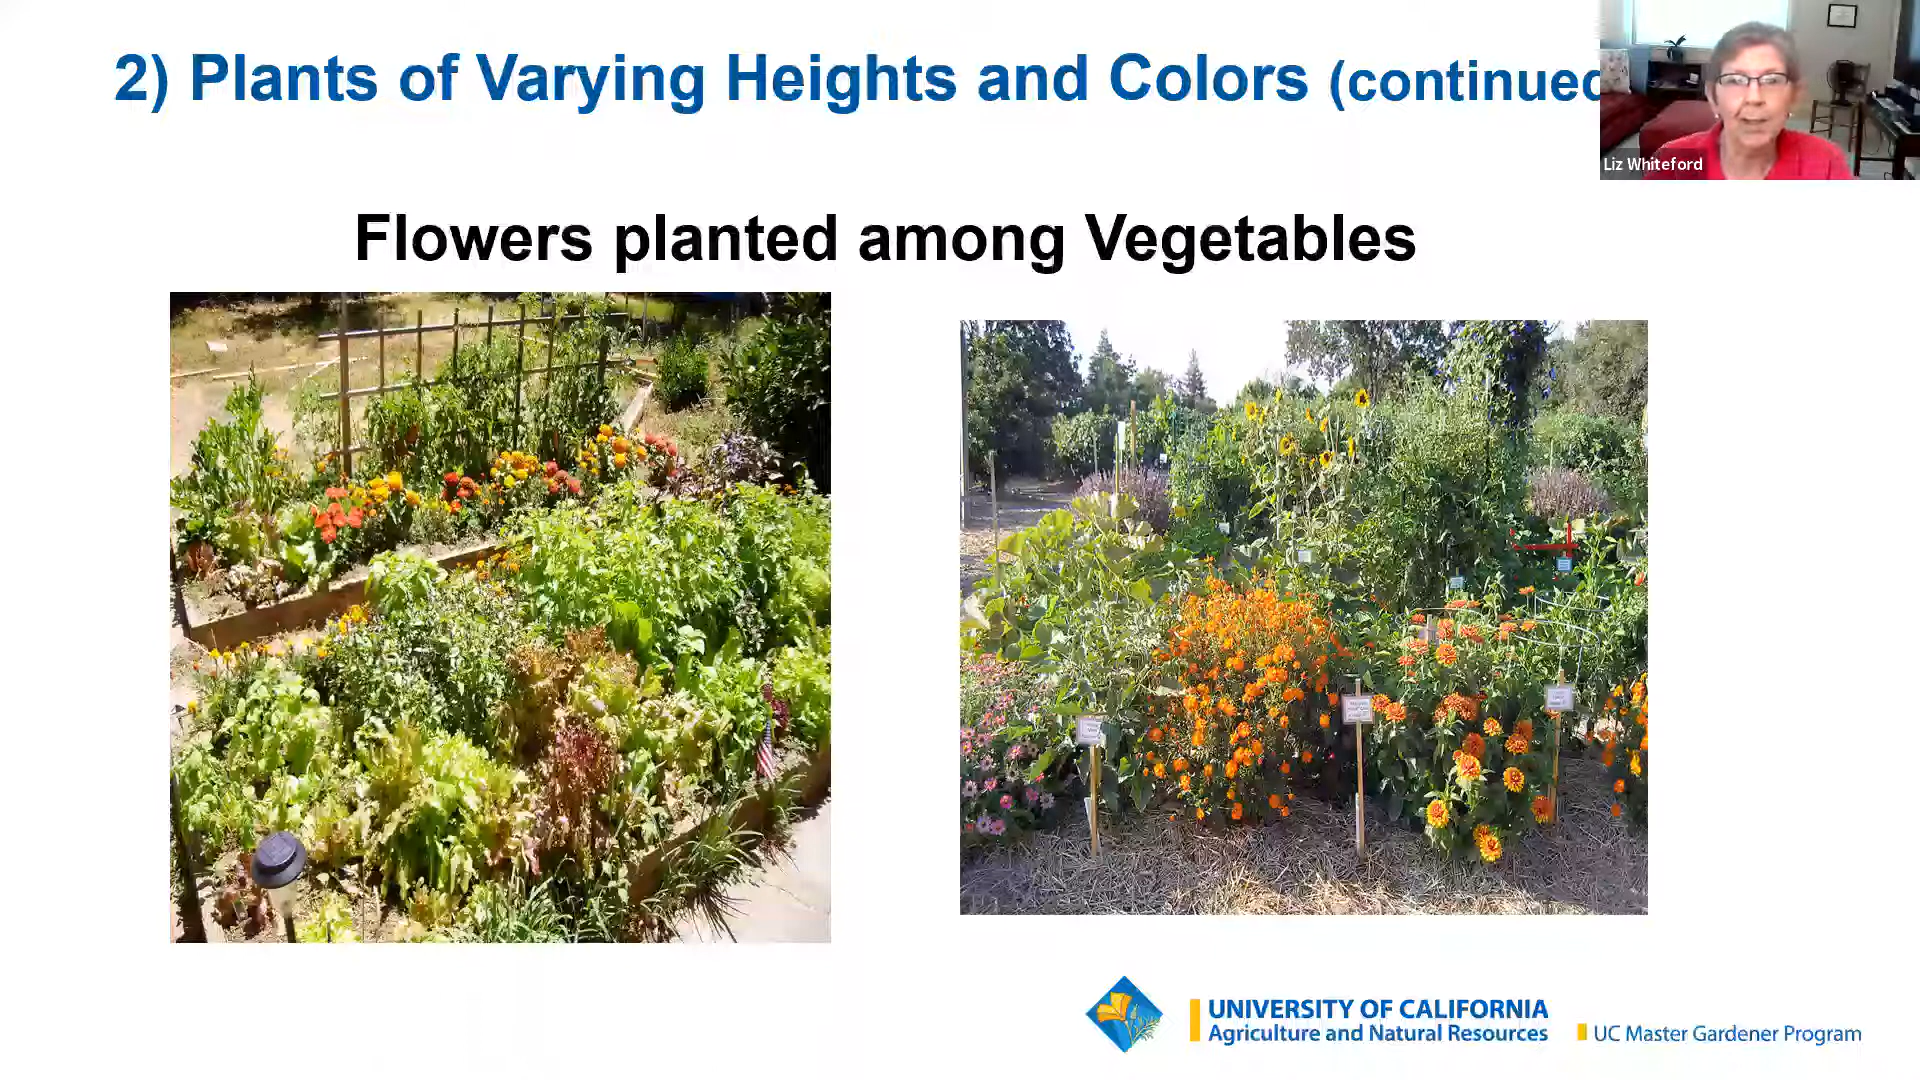 2) Plants of Varying Heights and Colors (continued
Liz Whiteford
Flowers planted among Vegetables
UNIVERSITY OF CALIFORNIA
Agriculture and Natural Resources
UC Master Gardener Program